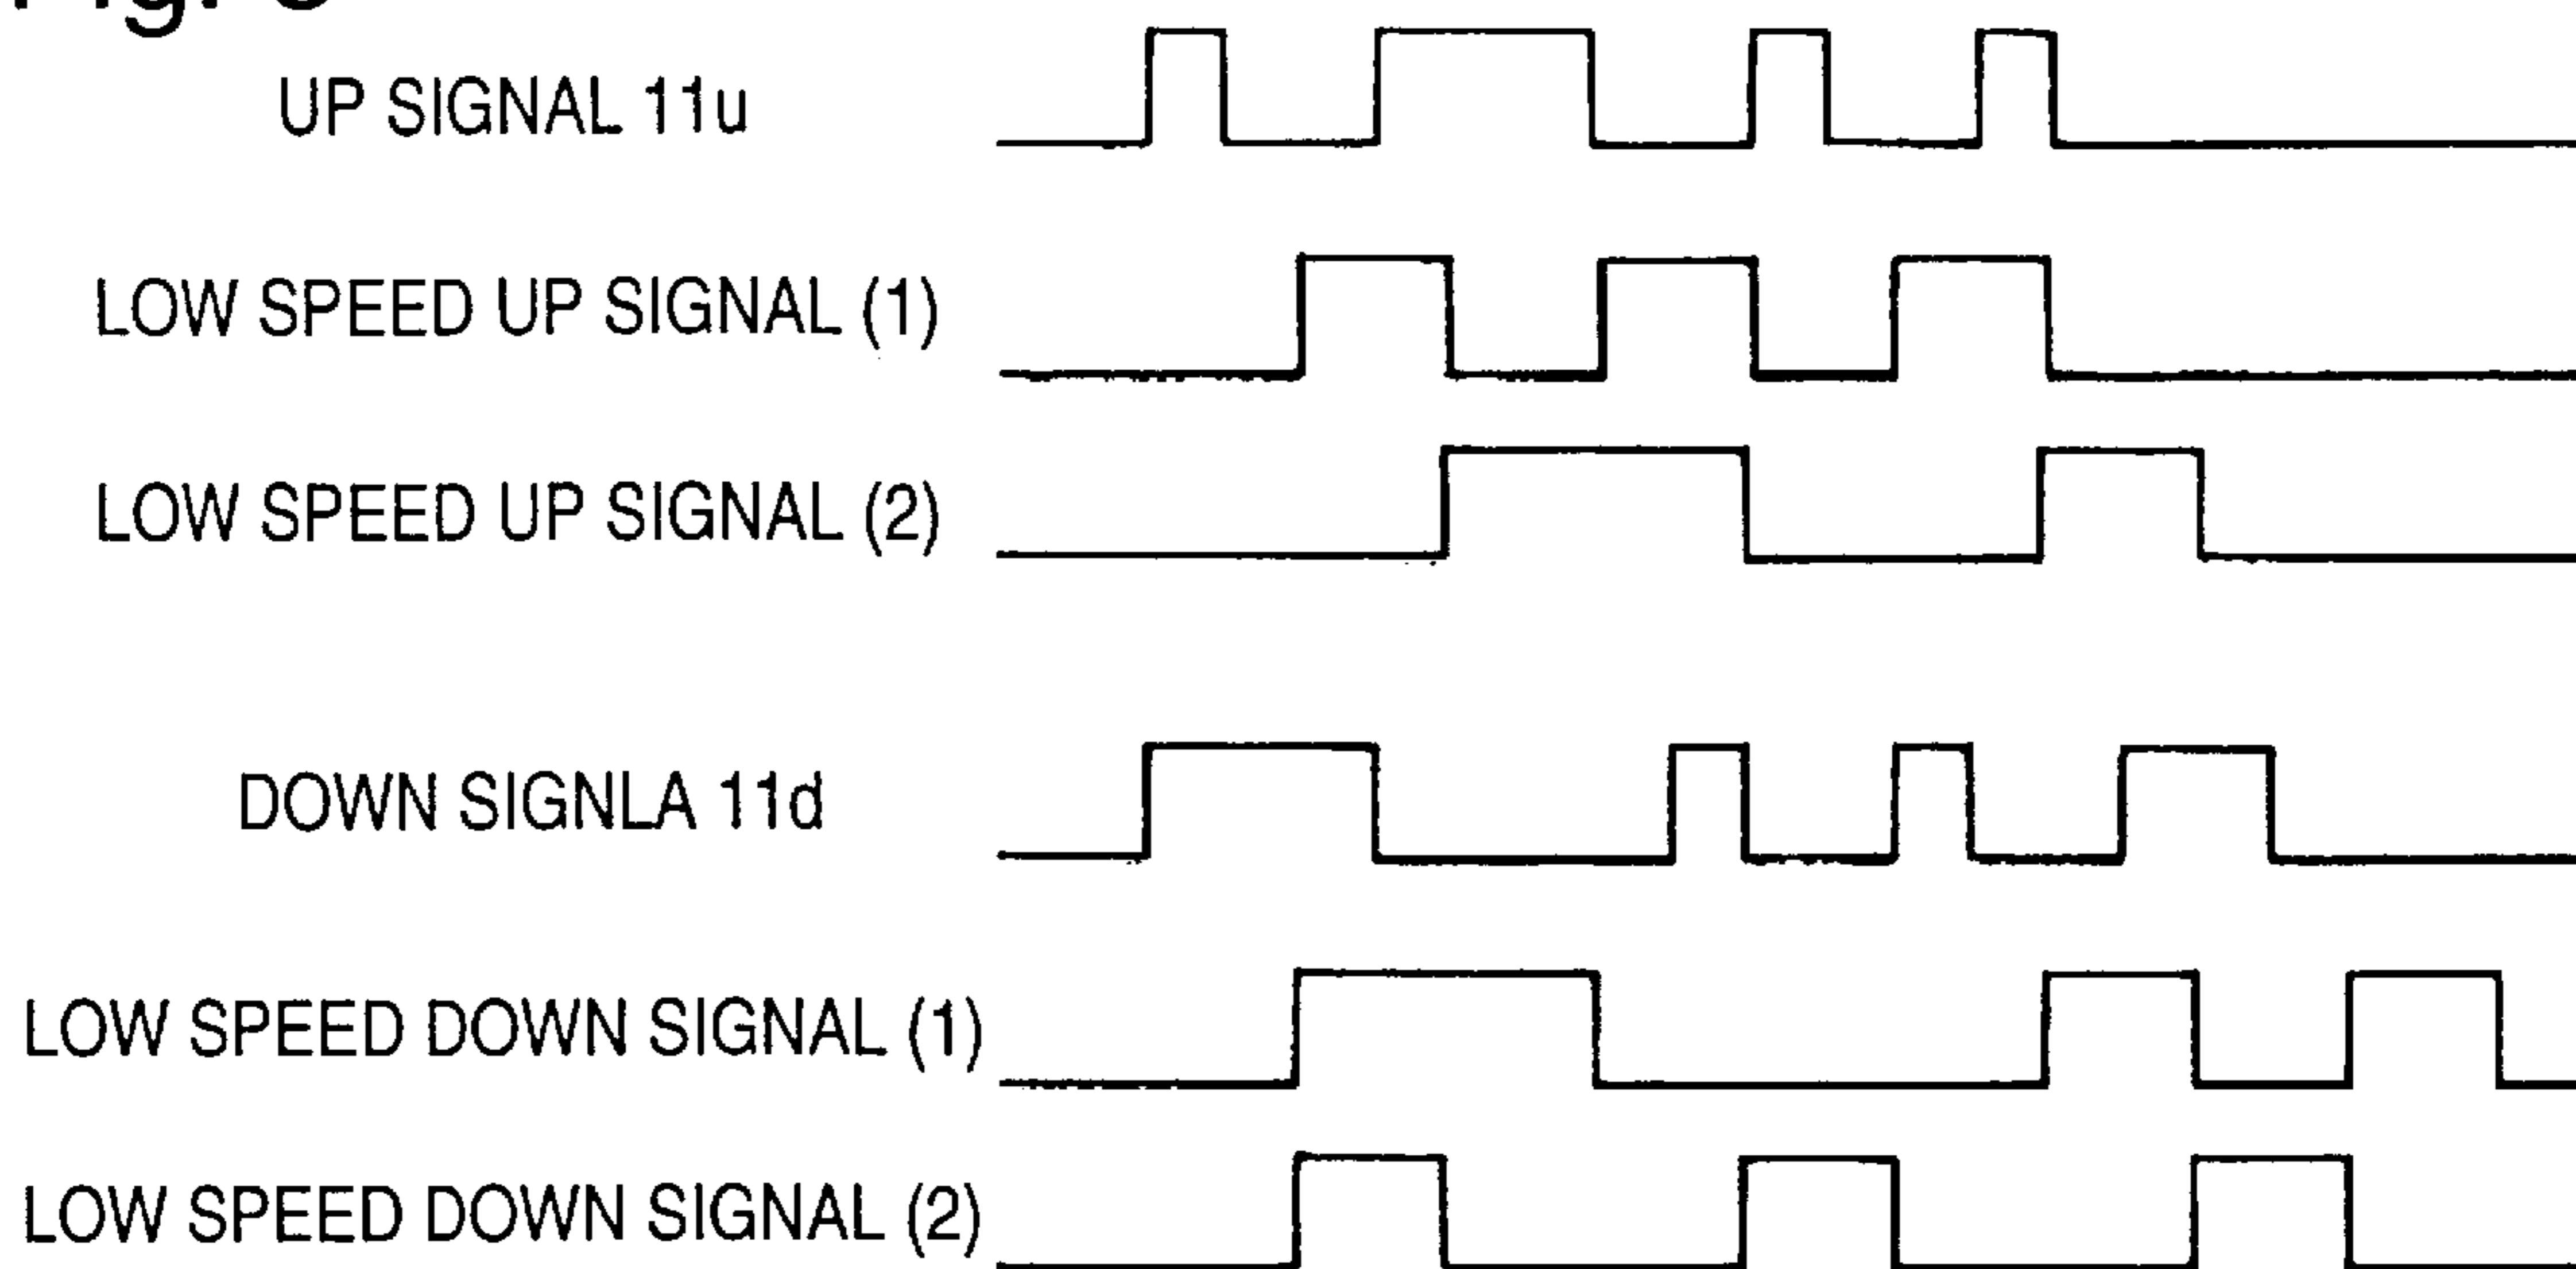 UP SIGNAL 11u
LOW SPEED UP SIGNAL (1)
LOW SPEED UP SIGNAL (2)
DOWN SIGNLA 11d
LOW SPEED DOWN SIGNAL (1)
LOW SPEED DOWN SIGNAL (2)